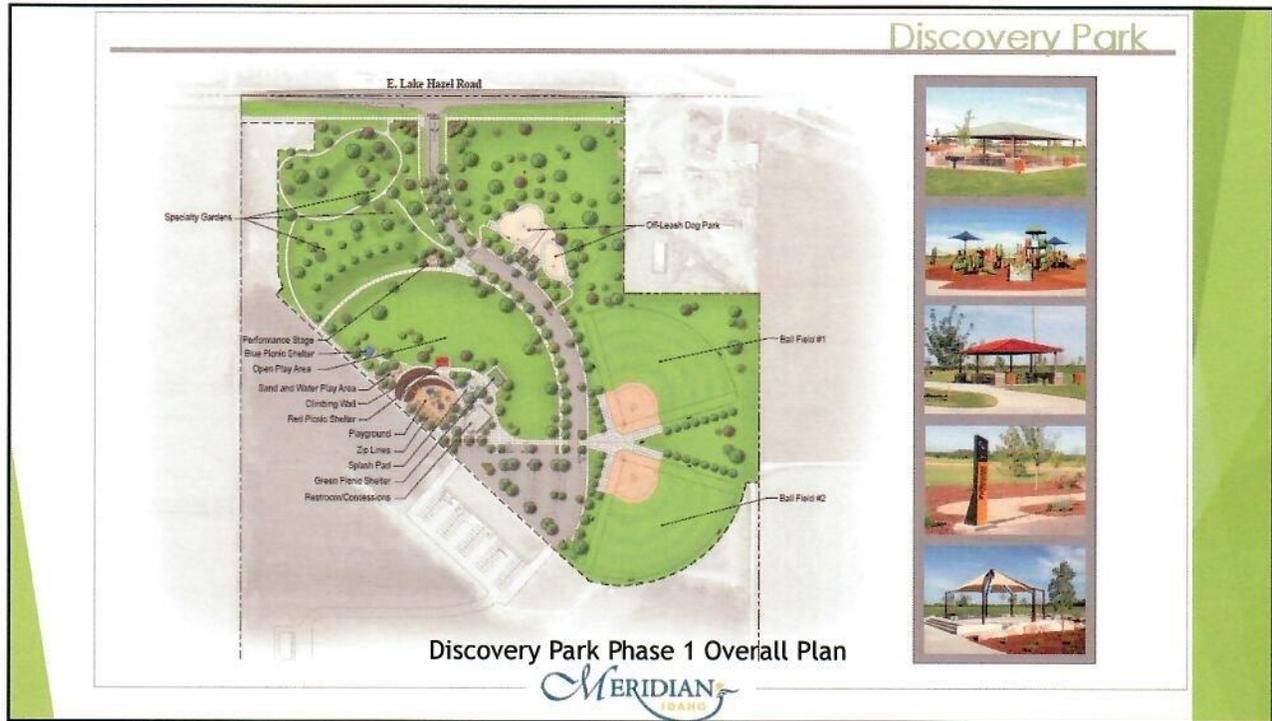 Discovery Park
E. Lake Hazel Road
Specialty Gardens
Off-Leash Dog Park
Performance Stage
Blue Picnic Shelter
Open Play Area
Sand and Water Play Area
Climbing Wall
Red Picnic Shelter
Playground
Zip Lines
Splash Pad
Green Picnic Shelter
Restroom/Concessions
Ball Field #1
Ball Field #2
Discovery Park Phase 1 Overall Plan
MERIDIAN
IDAHO